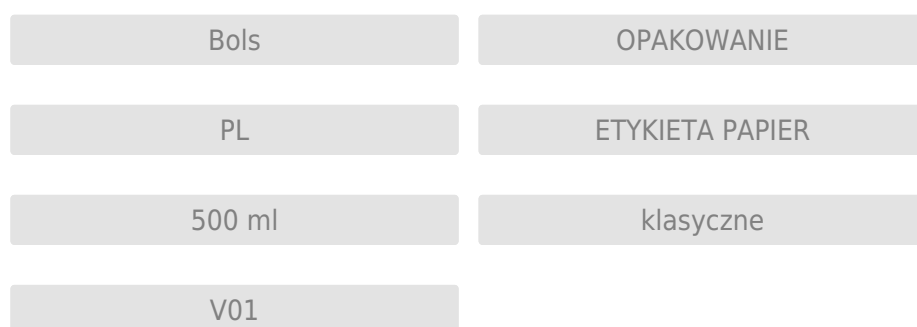 Bols
OPAKOWANIE
PL
ETYKIETA PAPIER
500 ml
klasyczne
V01